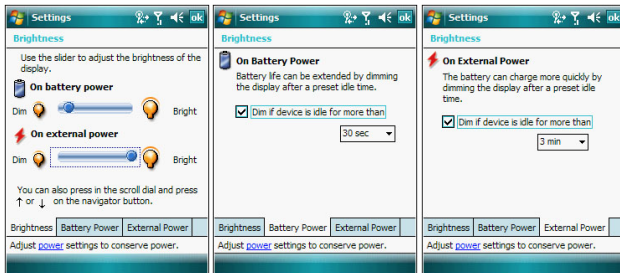 Settings
ok
Brightness
Use the slider to adjust the brightness of the
display.
On battery power
Dim
Bright
On external power
Dim
Bright
You can also press in the scroll dial and press
↑ or ↓ on the navigator button.
Brightness Battery Power External Power
Adjust power settings to conserve power.
Settings
ok
Brightness
On Battery Power
Battery life can be extended by dimming
the display after a preset idle time.
Dim if device is idle for more than
30 sec
Brightness Battery Power External Power
Adjust power settings to conserve power.
Settings
ok
Brightness
On External Power
The battery can charge more quickly by
dimming the display after a preset idle
time.
Dim if device is idle for more than
3 min
Brightness Battery Power External Power
Adjust power settings to conserve power.